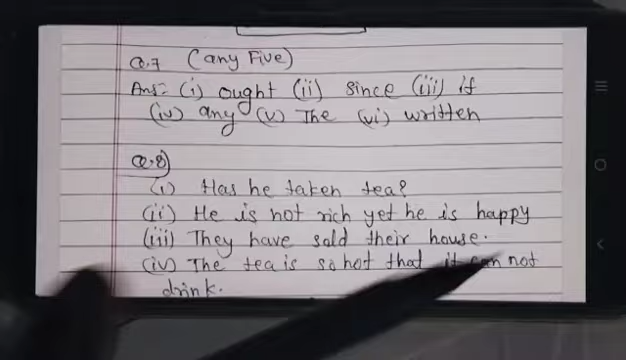 Q.7 (any Five)
Ans:- (i) ought (ii) since (iii) if
(iv) any (v) The (vi) written
Q.8)
(i) Has he taken tea?
(ii) He is not rich yet he is happy
(iii) They have sold their house.
(iv) The tea is so hot that it can not
drink.